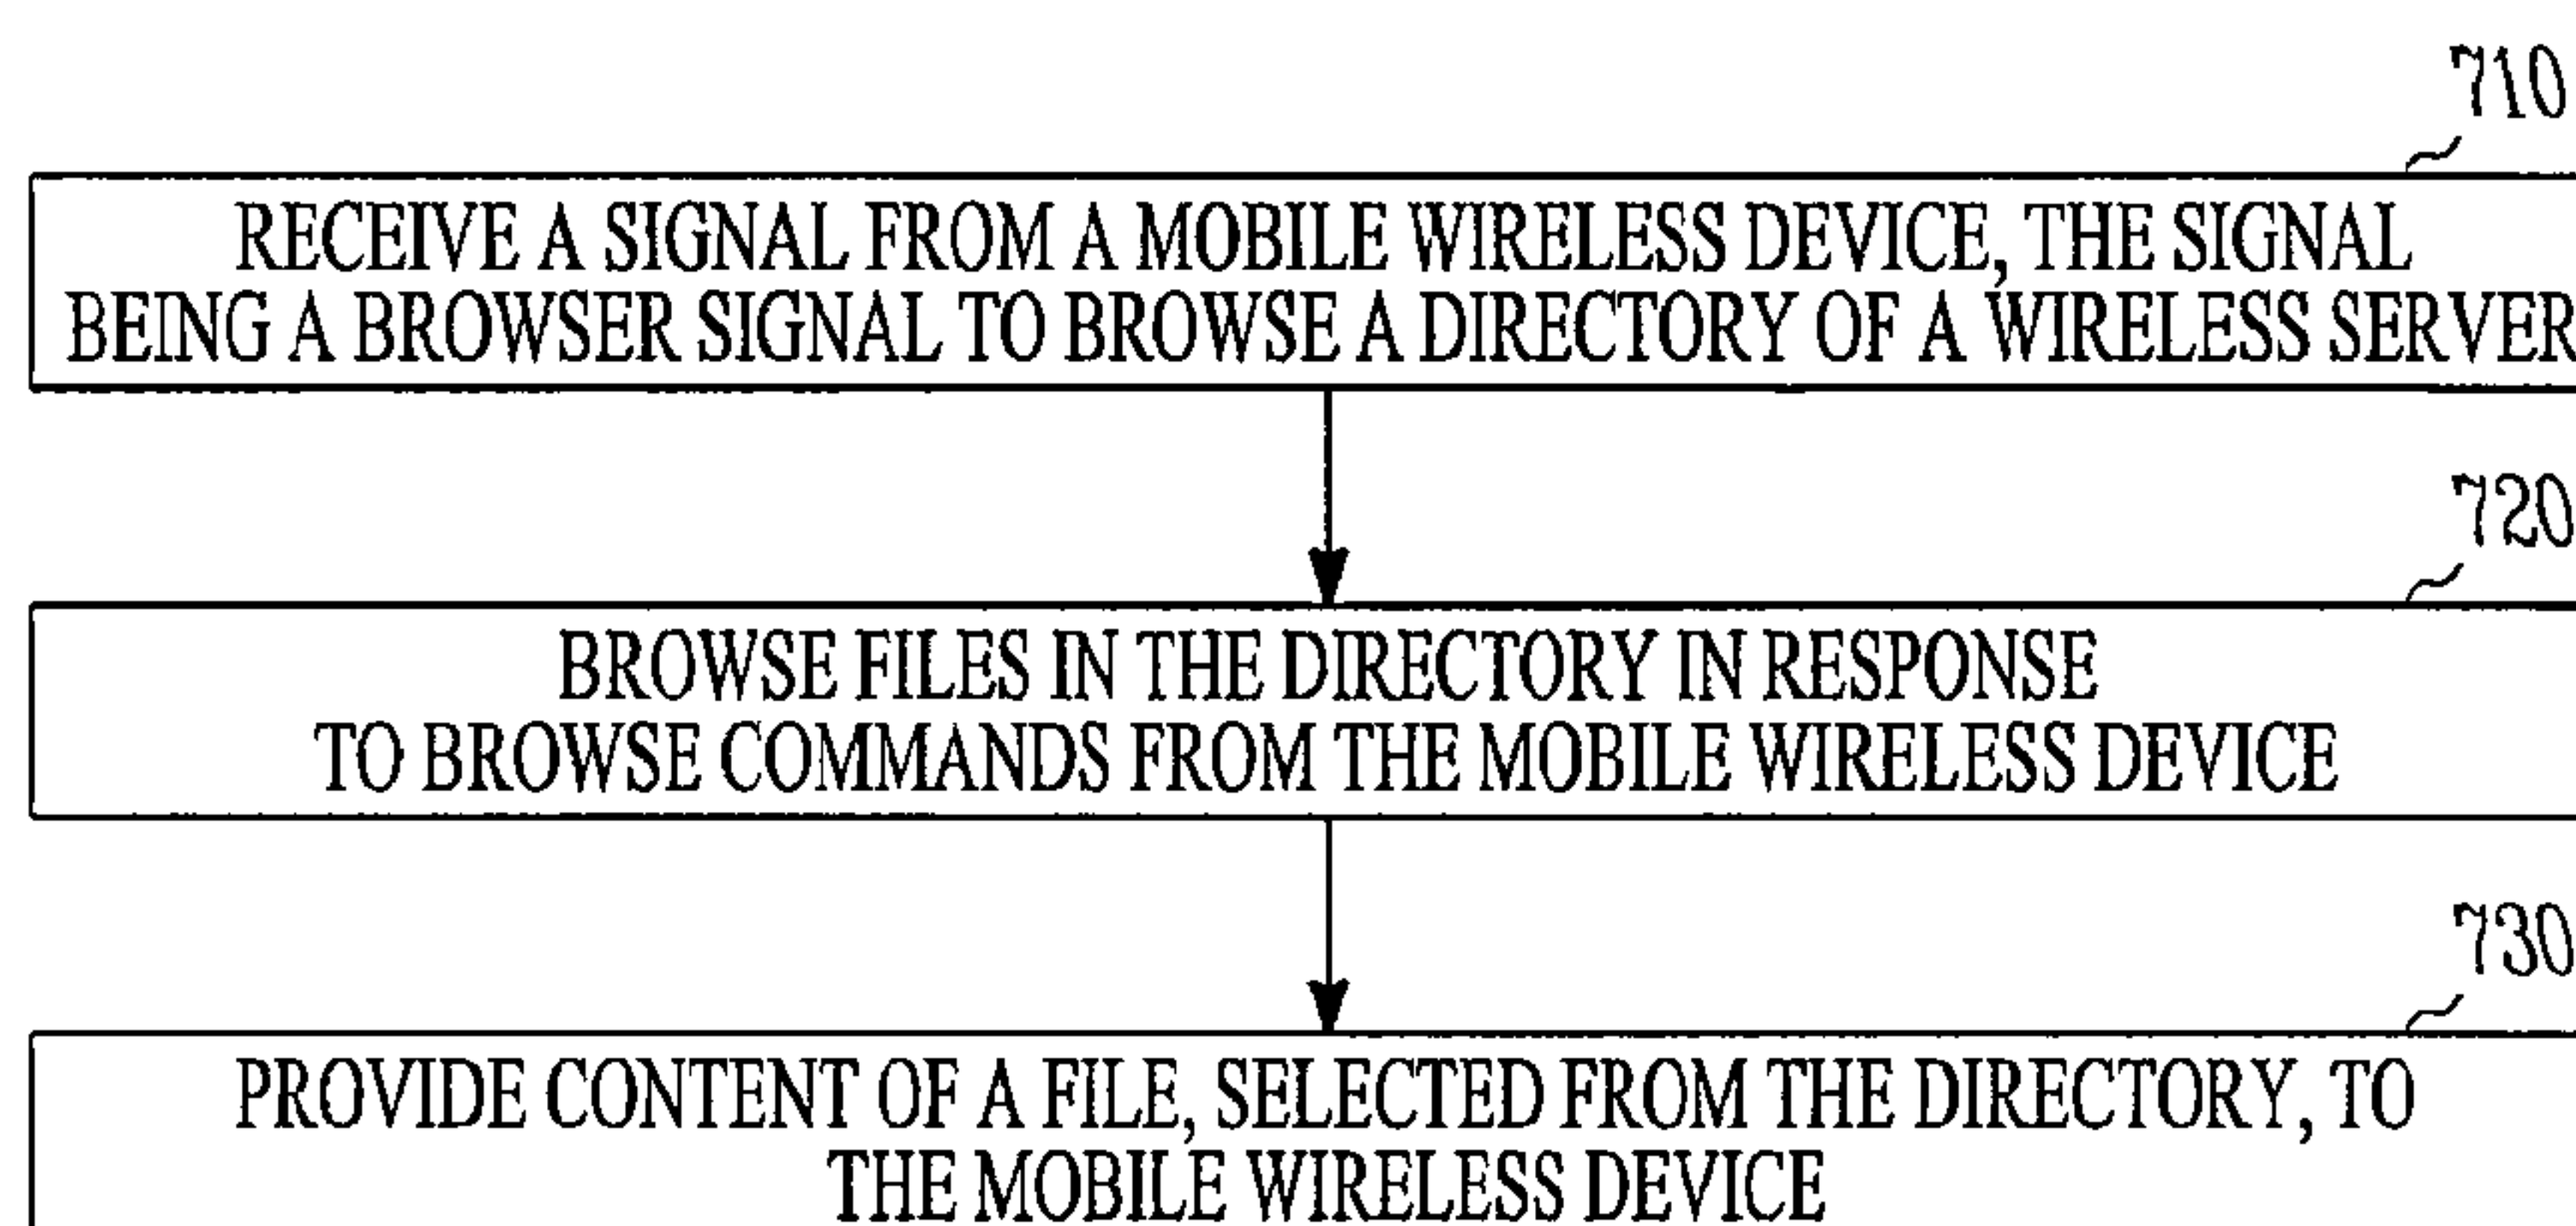 710
RECEIVE A SIGNAL FROM A MOBILE WIRELESS DEVICE, THE SIGNAL
BEING A BROWSER SIGNAL TO BROWSE A DIRECTORY OF A WIRELESS SERVER
720
BROWSE FILES IN THE DIRECTORY IN RESPONSE
TO BROWSE COMMANDS FROM THE MOBILE WIRELESS DEVICE
730
PROVIDE CONTENT OF A FILE, SELECTED FROM THE DIRECTORY, TO
THE MOBILE WIRELESS DEVICE